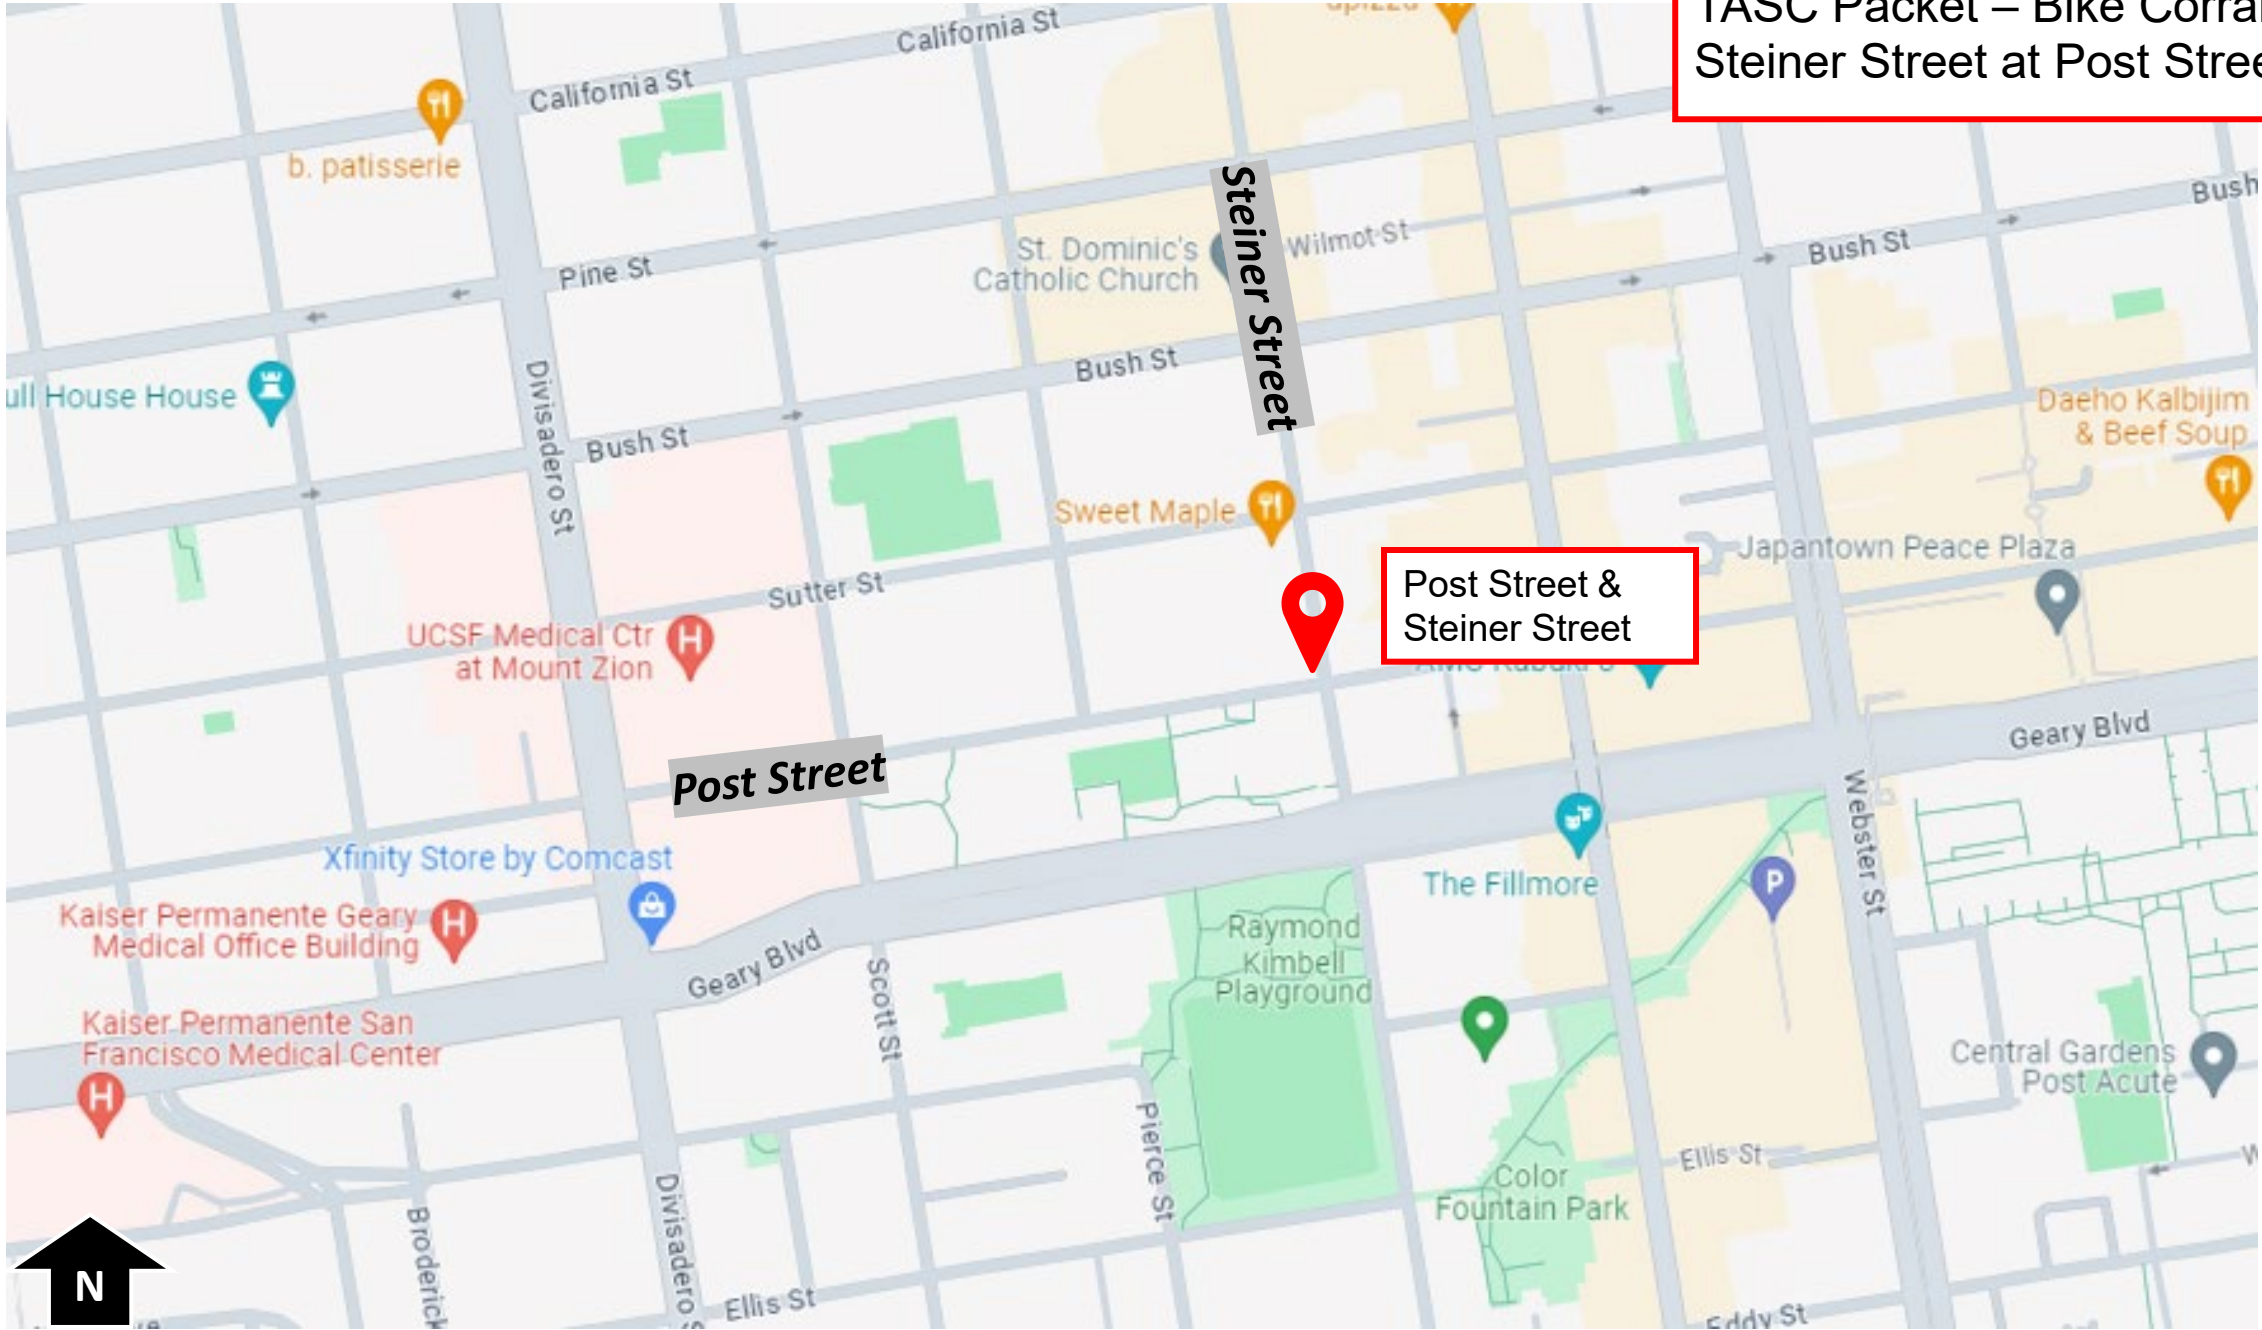 TASC Packet – Bike Corral
Steiner Street at Post Stree
California St
California St
b. patisserie
Bush
Steiner Street
Wilmot St
St. Dominic's
Catholic Church
Bush St
Pine St
Bush St
Divisadero St
ull House House
Daeho Kalbijim
& Beef Soup
Bush St
Sweet Maple
Japantown Peace Plaza
Post Street &
Steiner Street
Sutter St
UCSF Medical Ctr
at Mount Zion
Geary Blvd
Post Street
Webster St
Xfinity Store by Comcast
The Fillmore
P
Kaiser Permanente Geary
Medical Office Building
Raymond
Kimbell
Playground
Geary Blvd
Scott St
Kaiser Permanente San
Francisco Medical Center
Central Gardens
Post Acute
Pierce St
Ellis St
Color
Fountain Park
Divisadero S
Broderick
N
Ellis St
Eddy St